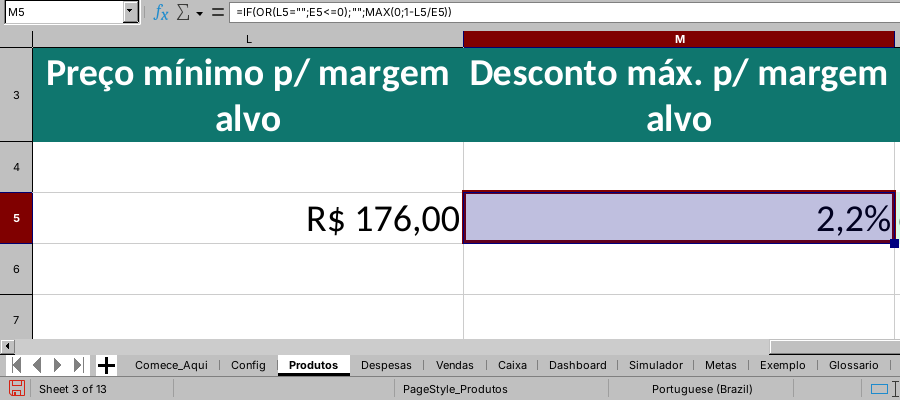 M5 fx Σ = =IF(OR(L5="";E5<=0);"";MAX(0;1-L5/E5))
L M
3 Preço mínimo p/ margem alvo Desconto máx. p/ margem alvo
4
5 R$ 176,00 2,2%
6
7
Comece_Aqui Config Produtos Despesas Vendas Caixa Dashboard Simulador Metas Exemplo Glossario
Sheet 3 of 13 PageStyle_Produtos Portuguese (Brazil)